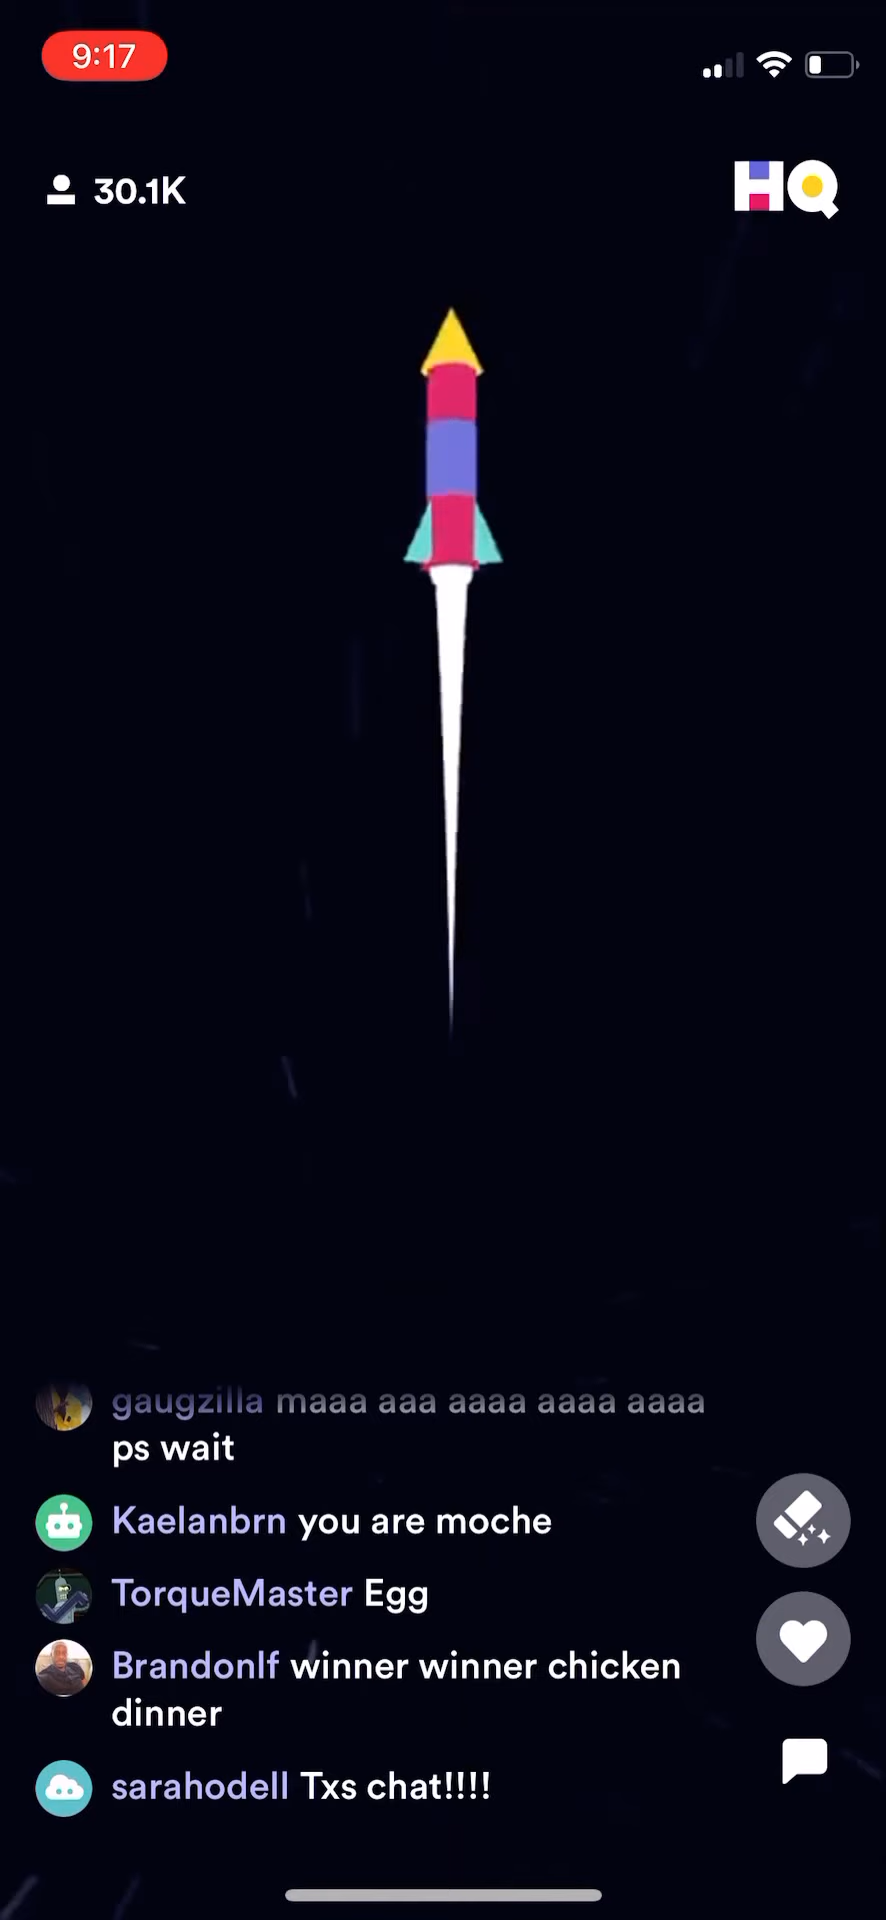 9:17
30.1K
HQ
gaugzilla maaa aaa aaaa aaaa aaaa
ps wait
Kaelanbrn you are moche
TorqueMaster Egg
Brandonlf winner winner chicken
dinner
sarahodell Txs chat!!!!